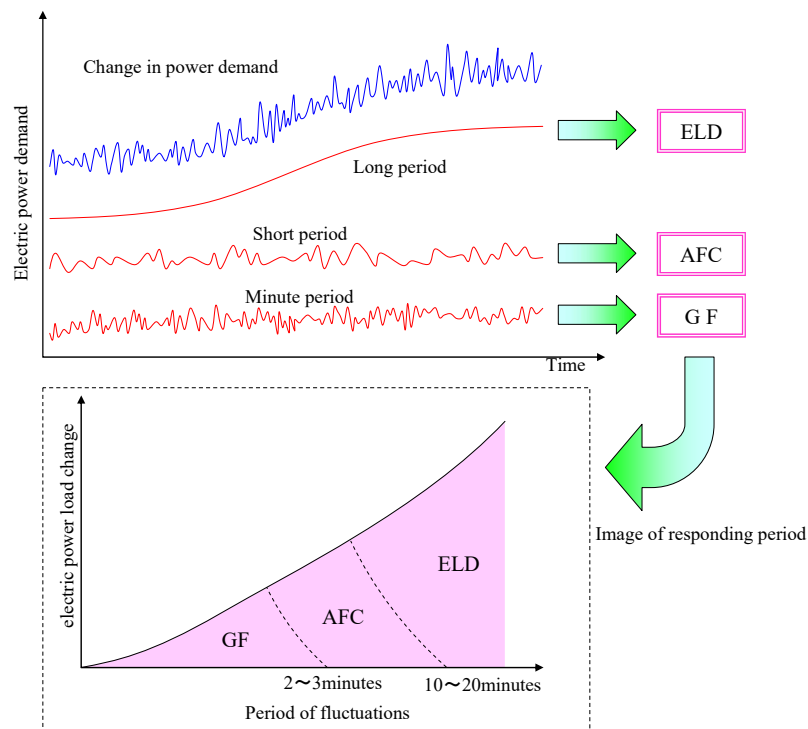 Change in power demand
ELD
Long period
Electric power demand
Short period
AFC
Minute period
G F
Time
electric power load change
Image of responding period
ELD
AFC
GF
2～3minutes
10～20minutes
Period of fluctuations